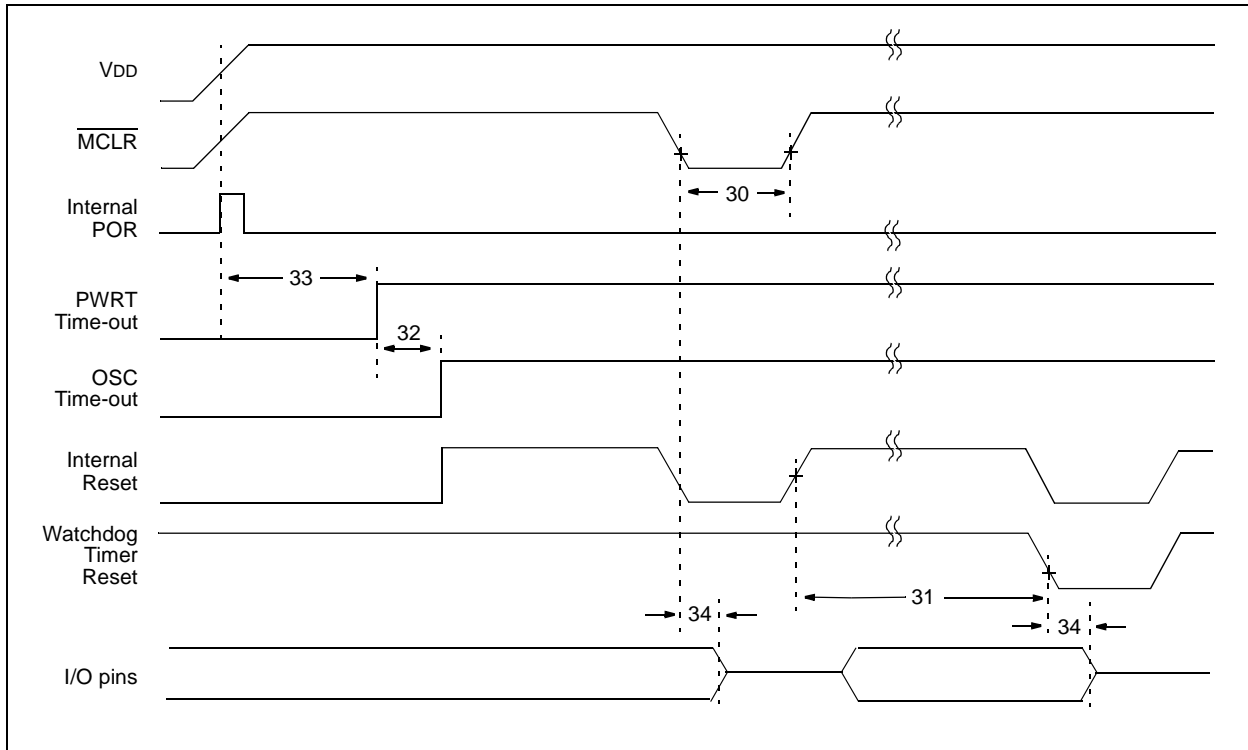 VDD
MCLR
Internal
POR
30
33
PWRT
Time-out
32
OSC
Time-out
Internal
Reset
Watchdog
Timer
Reset
31
34
34
I/O pins